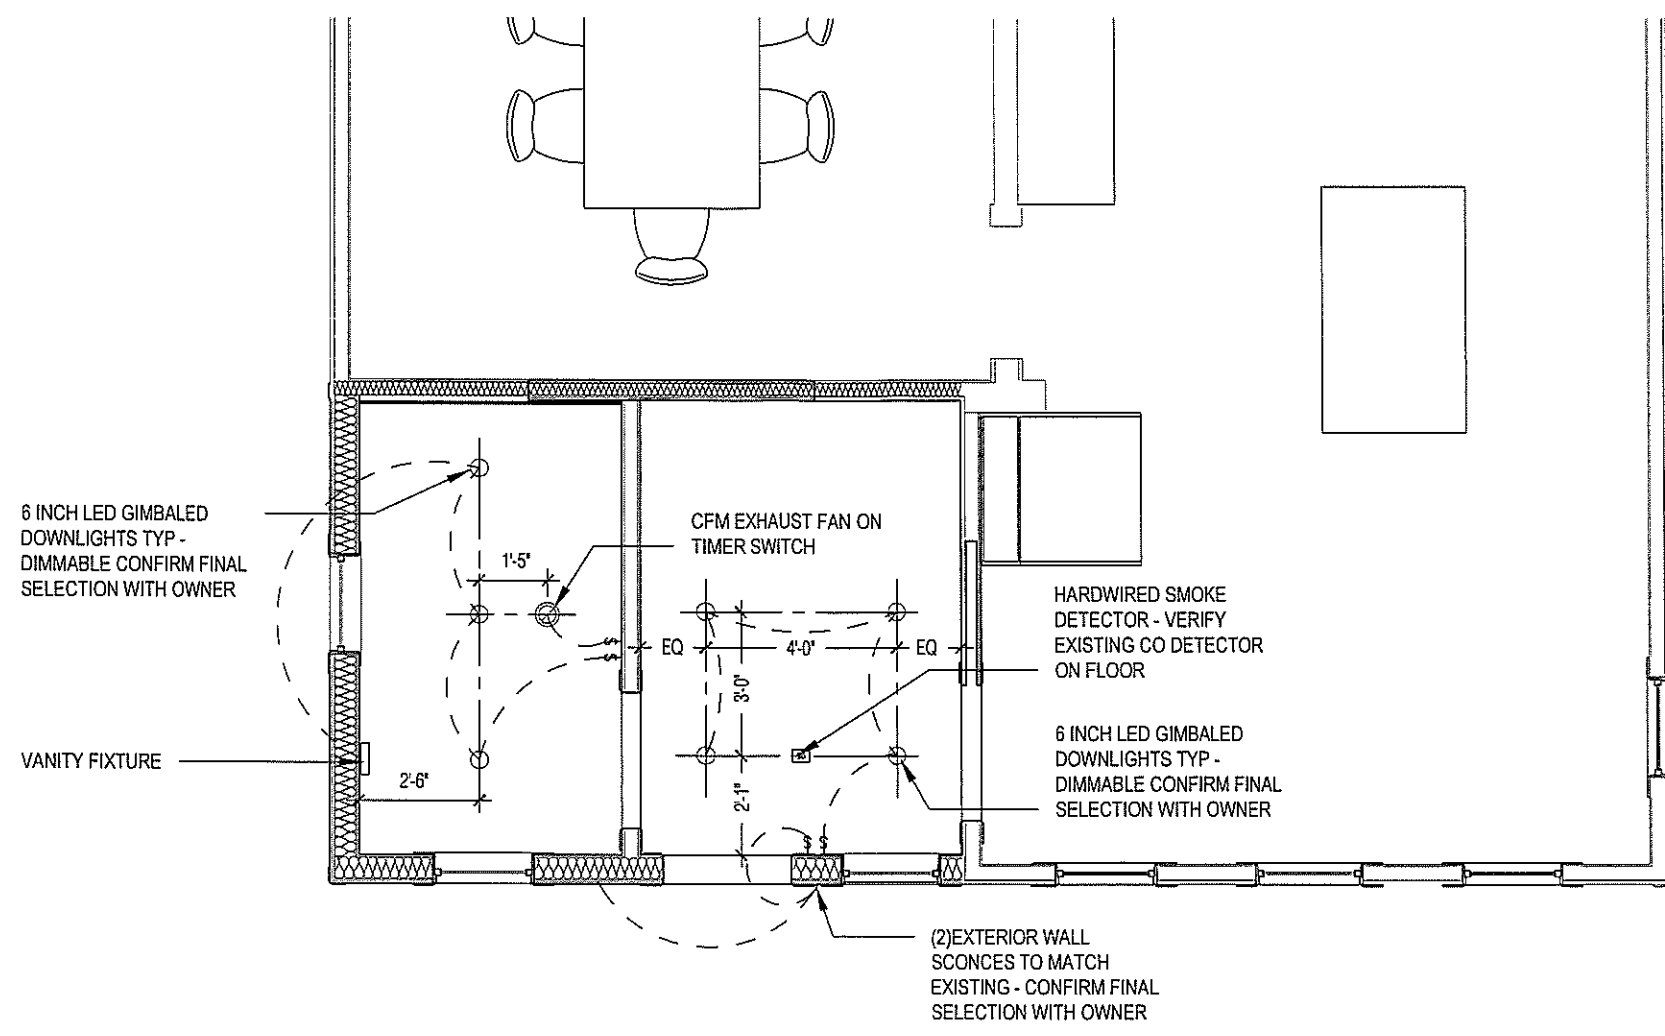 6 INCH LED GIMBALED
DOWNLIGHTS TYP -
DIMMABLE CONFIRM FINAL
SELECTION WITH OWNER
CFM EXHAUST FAN ON
TIMER SWITCH
1'-5"
HARDWIRED SMOKE
DETECTOR - VERIFY
EXISTING CO DETECTOR
ON FLOOR
S
S
EQ
4'-0"
EQ
3'-0"
6 INCH LED GIMBALED
DOWNLIGHTS TYP -
DIMMABLE CONFIRM FINAL
SELECTION WITH OWNER
VANITY FIXTURE
2'-6"
2'-1"
S S
(2)EXTERIOR WALL
SCONCES TO MATCH
EXISTING - CONFIRM FINAL
SELECTION WITH OWNER